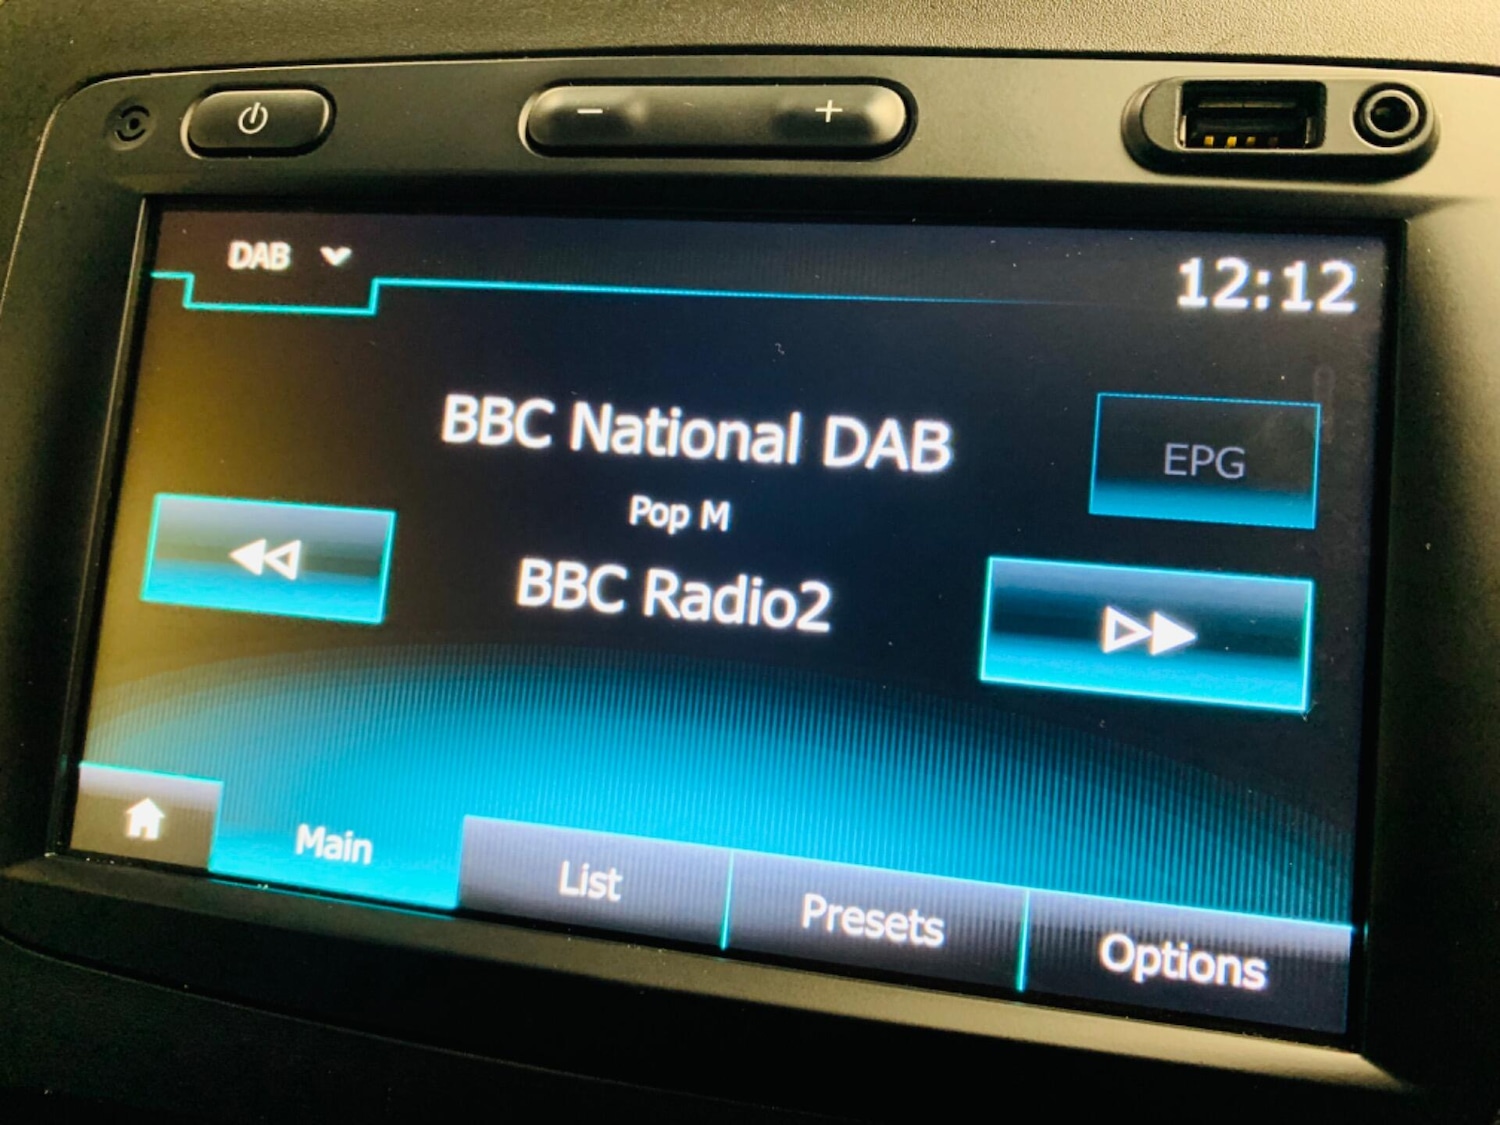 DAB
12:12
BBC National DAB
EPG
Pop M
BBC Radio2
Main
List
Presets
Options